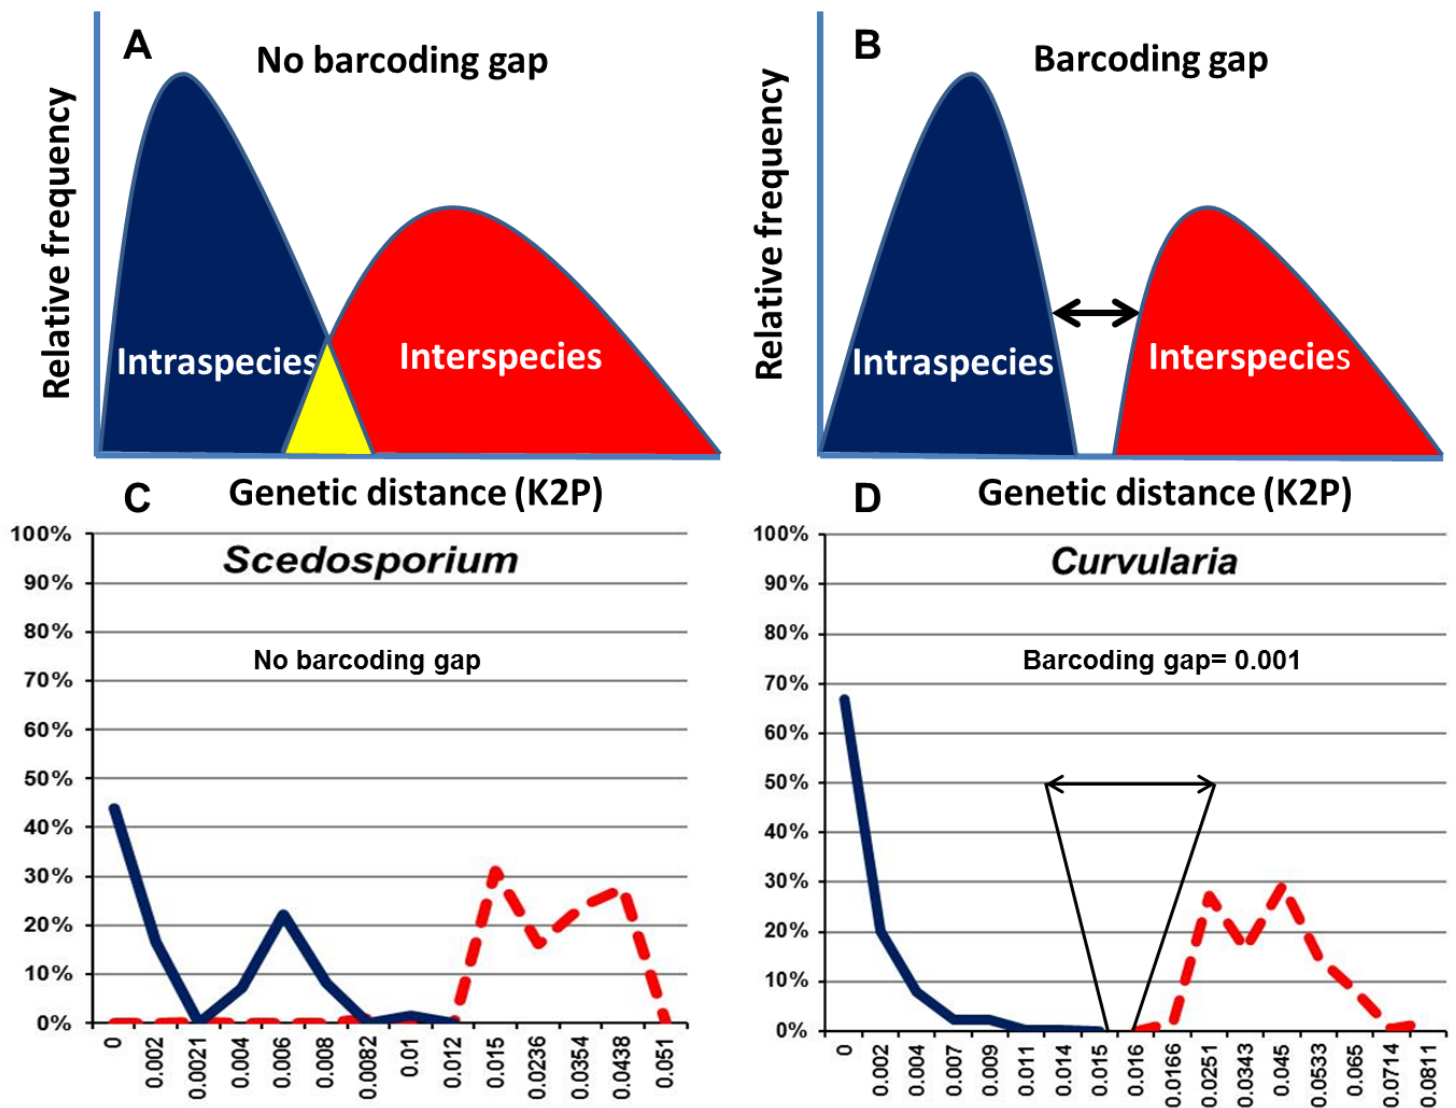 A
No barcoding gap
Relative frequency
Intraspecies
Interspecies
Genetic distance (K2P)
B
Barcoding gap
Relative frequency
Intraspecies
Interspecies
Genetic distance (K2P)
C
Scedosporium
No barcoding gap
100%
90%
80%
70%
60%
50%
40%
30%
20%
10%
0%
0
0.002
0.0021
0.004
0.006
0.008
0.0082
0.01
0.012
0.015
0.0236
0.0354
0.0438
0.051
D
Curvularia
Barcoding gap= 0.001
100%
90%
80%
70%
60%
50%
40%
30%
20%
10%
0%
0
0.002
0.004
0.007
0.009
0.011
0.014
0.015
0.016
0.0166
0.0251
0.0343
0.045
0.0533
0.065
0.0714
0.0811